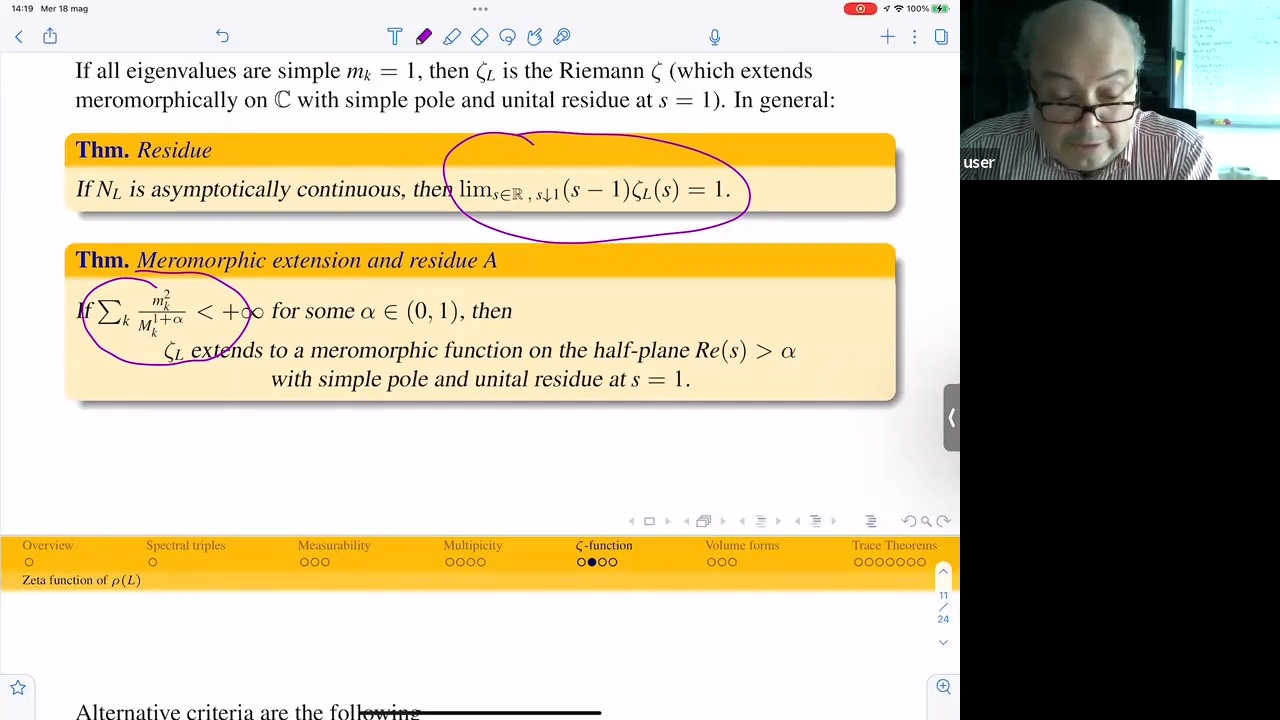 14:19 Mer 18 mag
100%
If all eigenvalues are simple m_k = 1, then ζ_L is the Riemann ζ (which extends
meromorphically on ℂ with simple pole and unital residue at s = 1). In general:
user
Thm. Residue
If N_L is asymptotically continuous, then lim_{s∈ℝ , s↓1}(s − 1)ζ_L(s) = 1.
Thm. Meromorphic extension and residue A
If ∑_k m_k^2 / M_k^{1+α} < +∞ for some α ∈ (0, 1), then
ζ_L extends to a meromorphic function on the half-plane Re(s) > α
with simple pole and unital residue at s = 1.
Overview Spectral triples Measurability Multipicity ζ-function Volume forms Trace Theorems
Zeta function of ρ(L)
11
/
24
Alternative criteria are the following